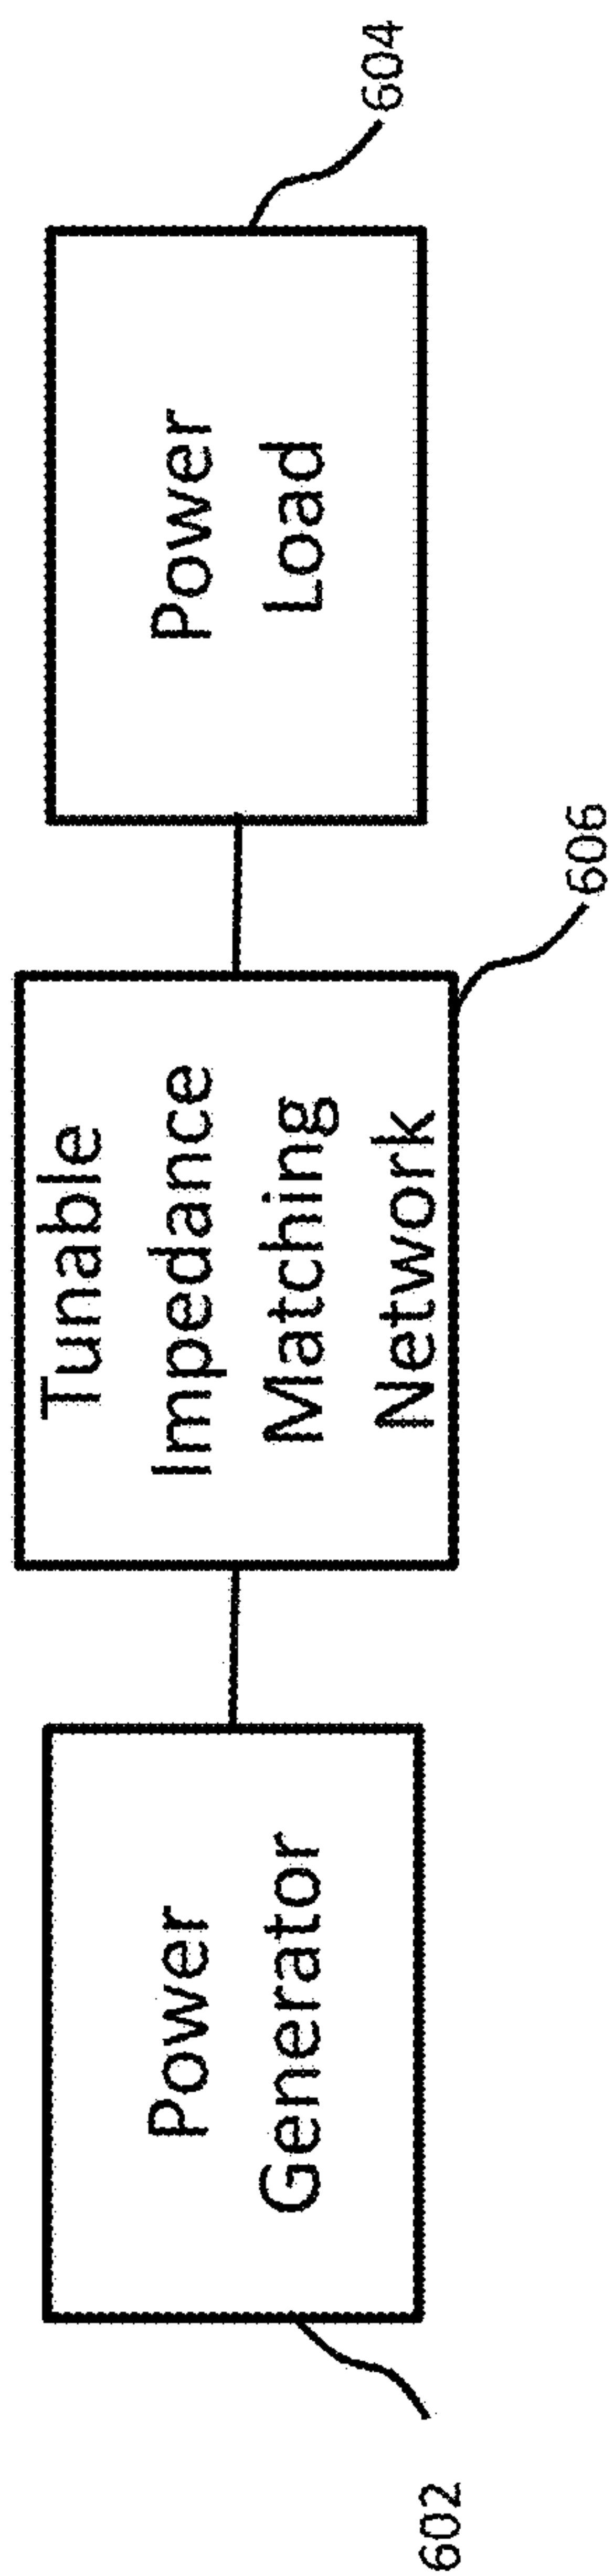 Power
Generator
602
Tunable
Impedance
Matching
Network
606
Power
Load
604